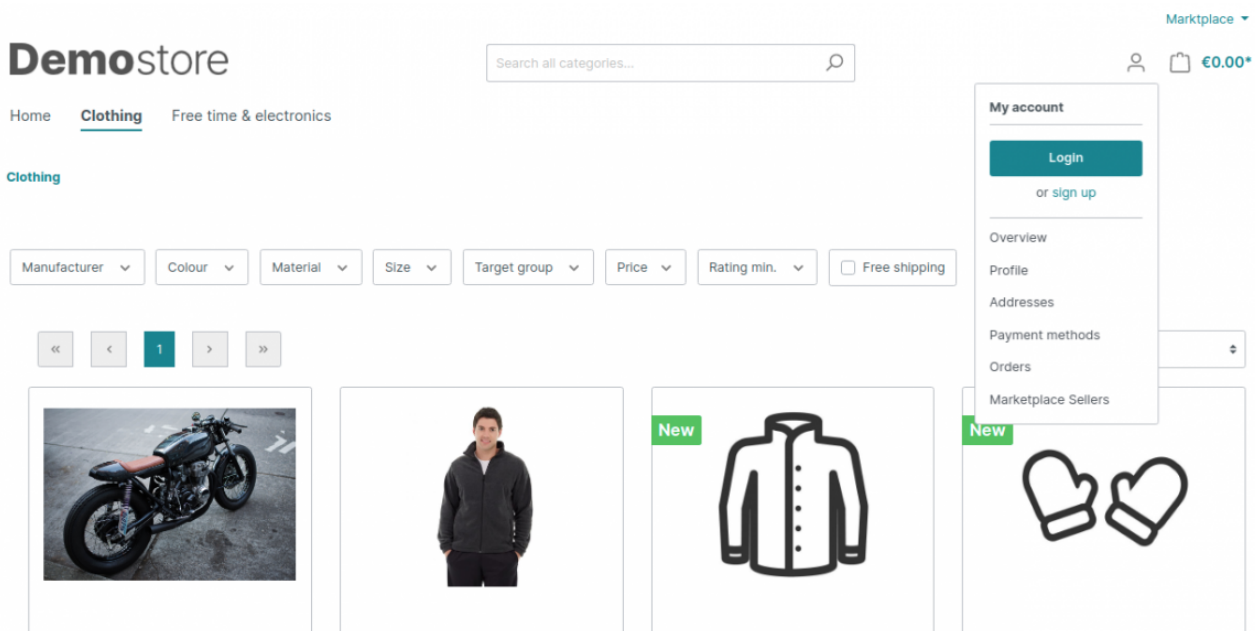 Marktplace
Demostore
Search all categories...
€0.00*
Home Clothing Free time & electronics
My account
Login
or sign up
Overview
Profile
Addresses
Payment methods
Orders
Marketplace Sellers
Clothing
Manufacturer Colour Material Size Target group Price Rating min. Free shipping
« ‹ 1 › »
New
New